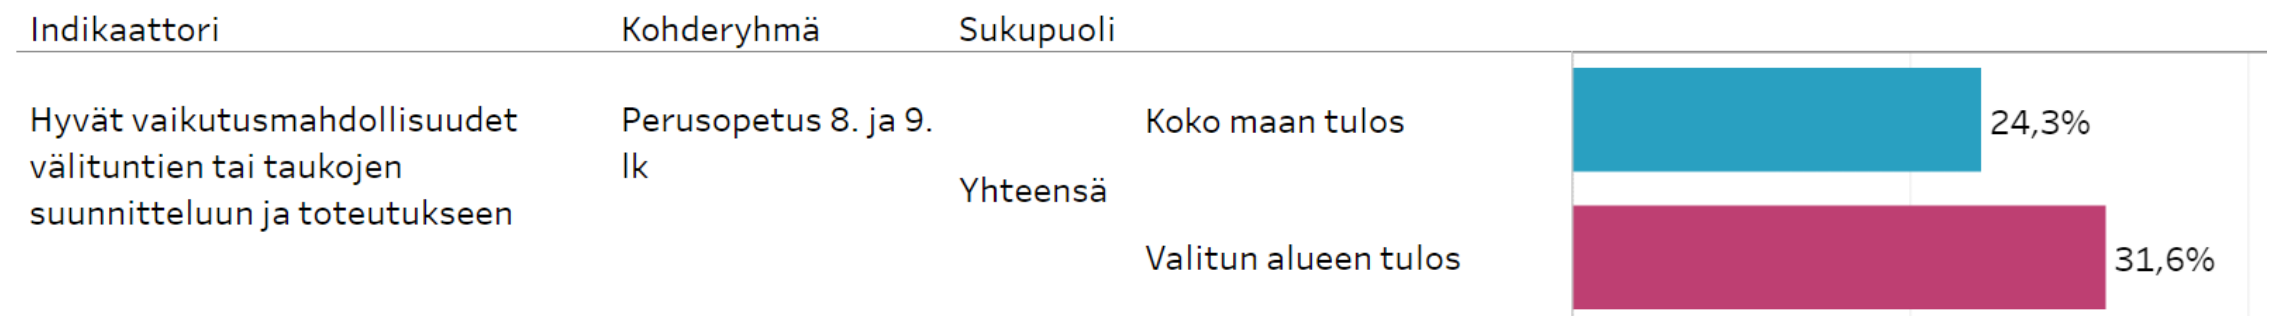 Indikaattori Kohderyhmä Sukupuoli
Hyvät vaikutusmahdollisuudet
välituntien tai taukojen
suunnitteluun ja toteutukseen
Perusopetus 8. ja 9.
lk
Yhteensä
Koko maan tulos 24,3%
Valitun alueen tulos 31,6%